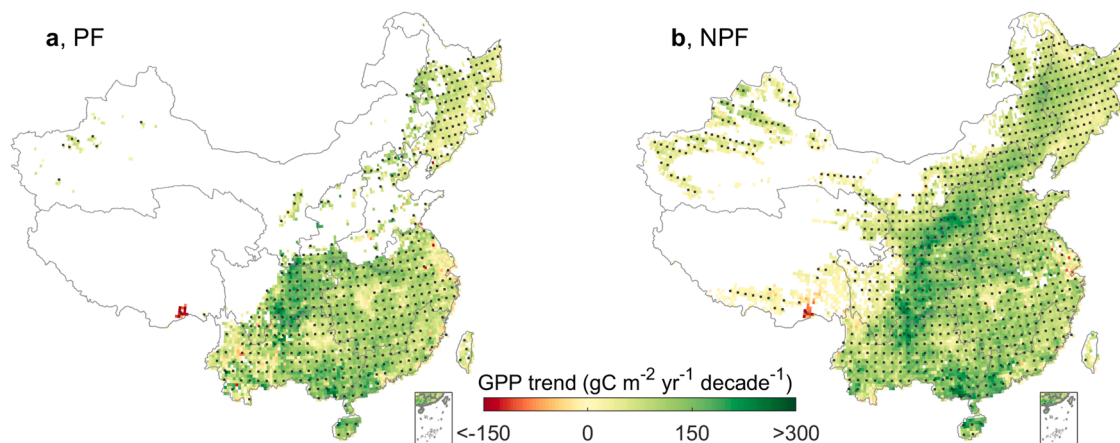 a, PF
b, NPF
GPP trend (gC m⁻² yr⁻¹ decade⁻¹)
<-150 0 150 >300